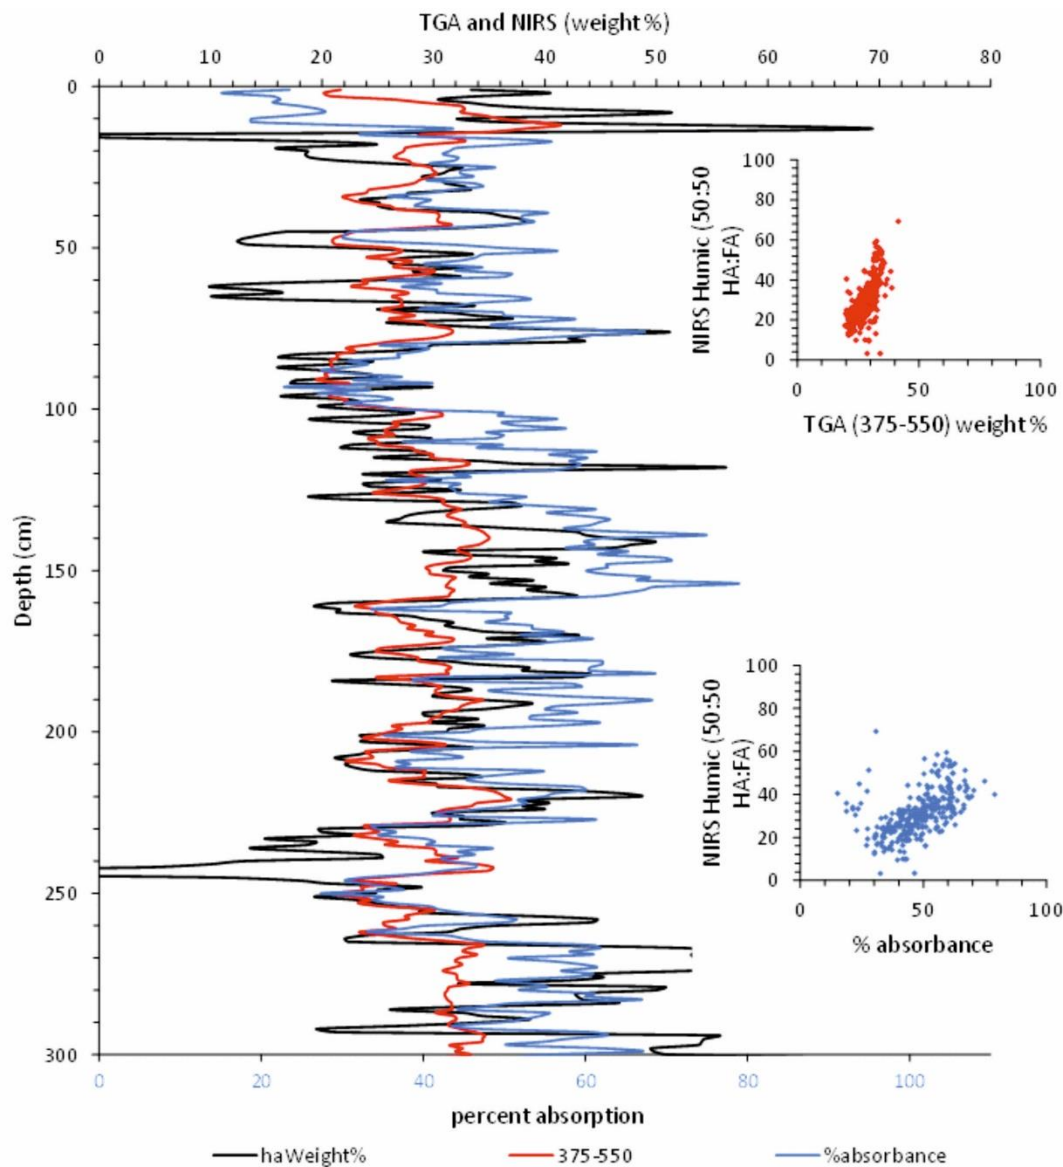 TGA and NIRS (weight %)
0 10 20 30 40 50 60 70 80
0
50
100
150
200
250
300
Depth (cm)
100
80
60
40
20
0
NIRS Humic (50:50
HA:FA)
0 50 100
TGA (375-550) weight %
100
80
60
40
20
0
NIRS Humic (50:50
HA:FA)
0 50 100
% absorbance
0 20 40 60 80 100
percent absorption
haWeight% 375-550 %absorbance